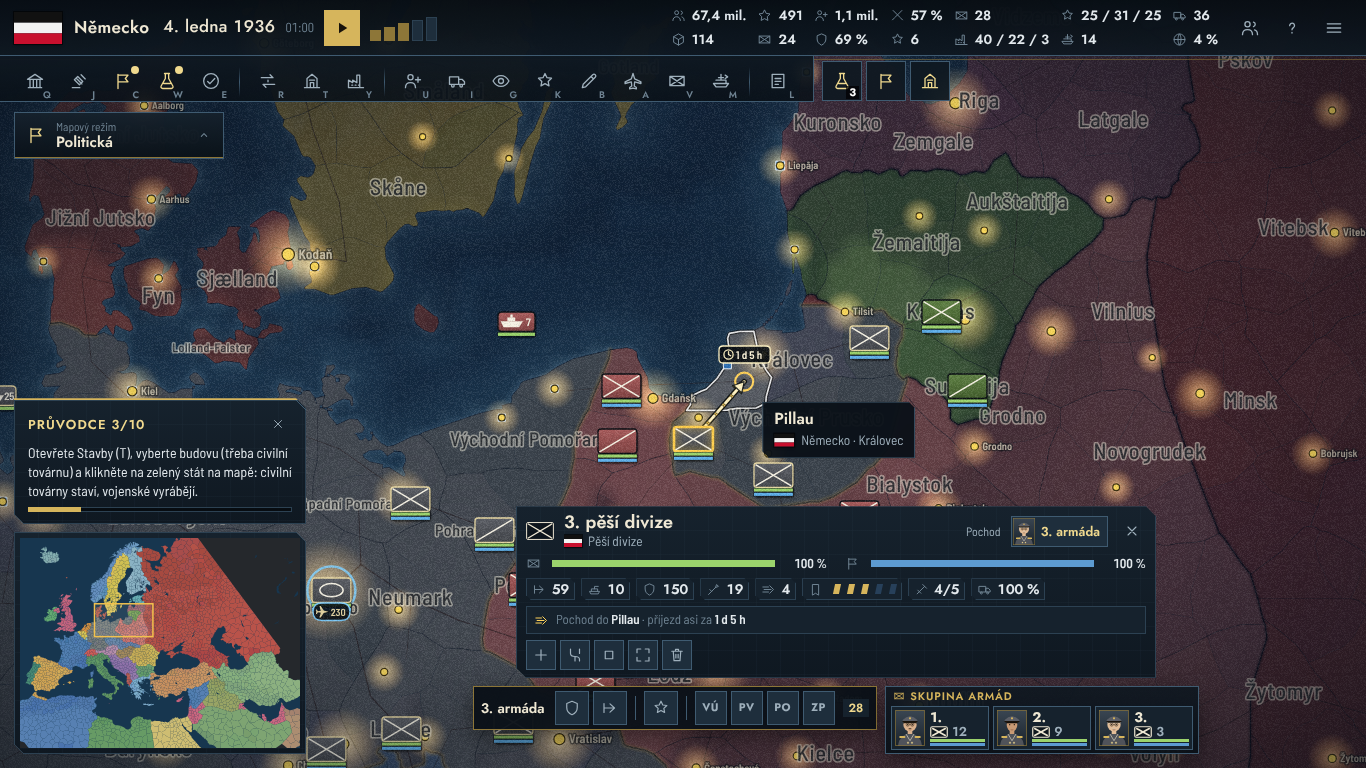 Německo 4. ledna 1936 01:00
67,4 mil. 491 1,1 mil. 57 % 28 25 / 31 / 25 36
114 24 69 % 6 40 / 22 / 3 14 4 %
?
Q J C W E R T Y U I G K N A V M L 3
Mapový režim
Politická
Aalborg
Pskov
Riga
Kuronsko
Zemgale
Latgale
Liepāja
Skåne
Aarhus
Jižní Jutsko
Aukštaitija
Žemaitija
Vitebsk
Kodaň
Sjælland
Fyn
Tilsit
Vilnius
7
Lolland-Falster
1 d 5 h
Královec
Kiel
25
Gdaňsk
Minsk
Grodno
Pillau
Německo · Královec
Východní Pomořan
Grodno
Novogrudek
Bobrujsk
PRŮVODCE 3/10
Otevřete Stavby (T), vyberte budovu (třeba civilní
továrnu) a klikněte na zelený stát na mapě: civilní
továrny staví, vojenské vyrábějí.
Bialystok
Neumark
230
3. pěší divize
Pěší divize
Pochod
3. armáda
100 %
100 %
59 10 150 19 4 4/5 100 %
Pochod do Pillau · příjezd asi za 1 d 5 h
Žytomyr
3. armáda
VÚ PV PO ZP 28
SKUPINA ARMÁD
1. 12
2. 9
3. 3
Vratislav
Kielce